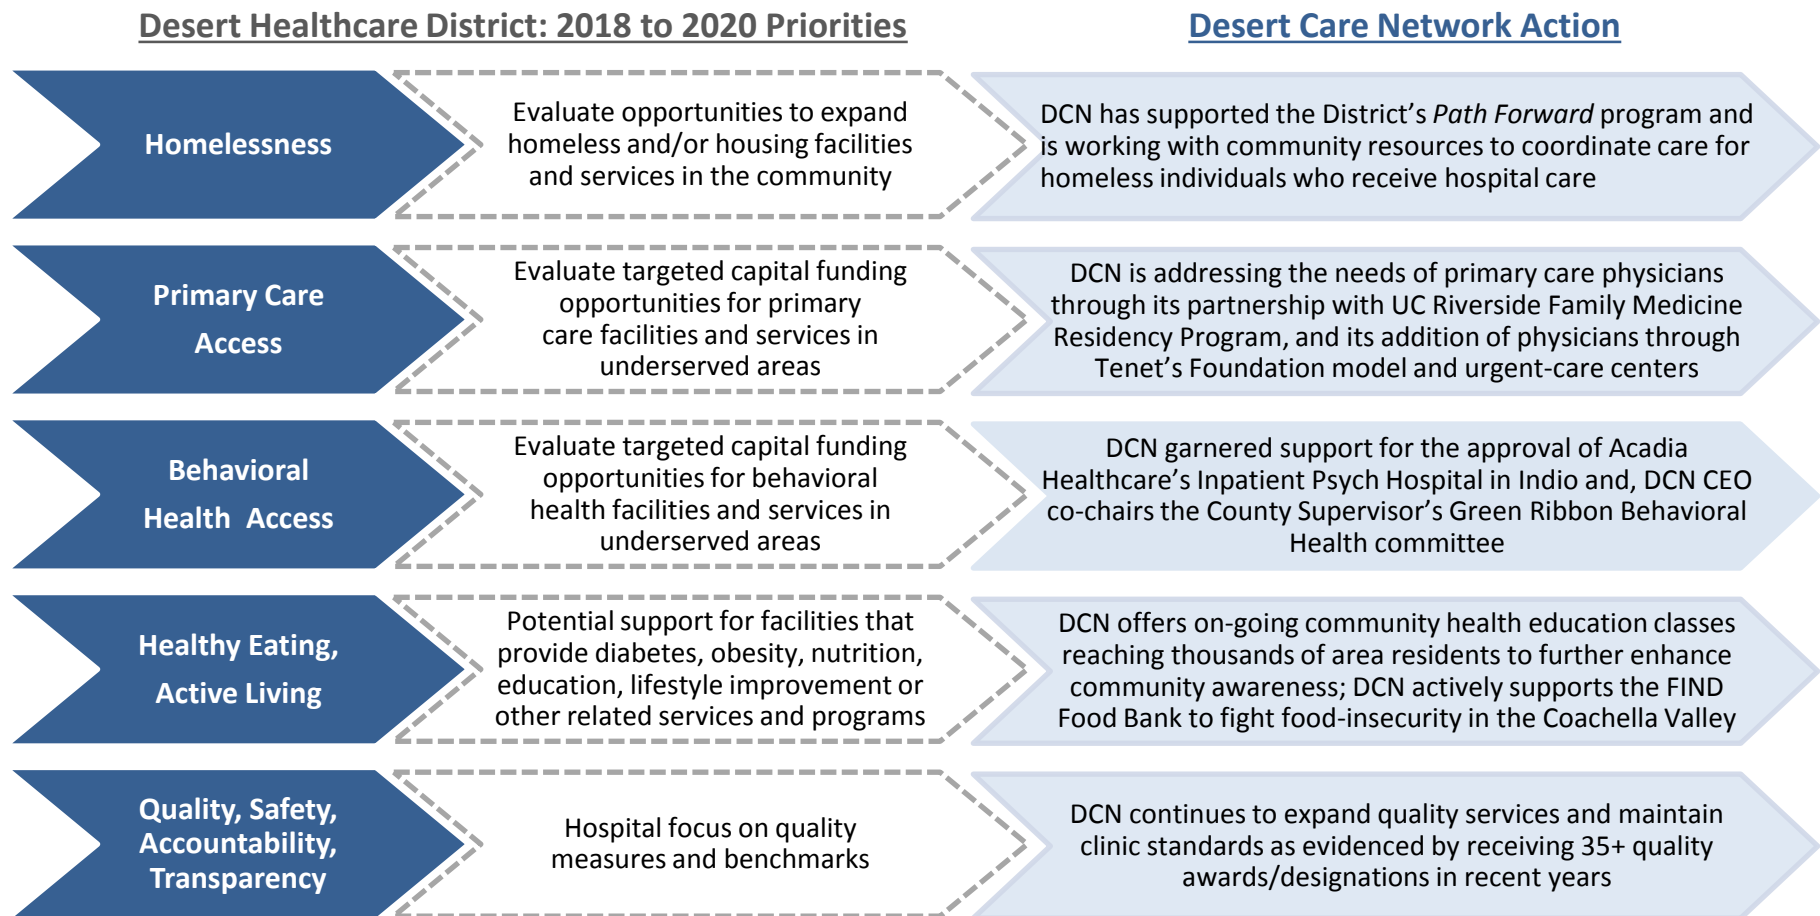 Desert Healthcare District: 2018 to 2020 Priorities
Desert Care Network Action
Homelessness
Evaluate opportunities to expand
homeless and/or housing facilities
and services in the community
DCN has supported the District’s Path Forward program and
is working with community resources to coordinate care for
homeless individuals who receive hospital care
Primary Care
Access
Evaluate targeted capital funding
opportunities for primary
care facilities and services in
underserved areas
DCN is addressing the needs of primary care physicians
through its partnership with UC Riverside Family Medicine
Residency Program, and its addition of physicians through
Tenet’s Foundation model and urgent-care centers
Behavioral
Health Access
Evaluate targeted capital funding
opportunities for behavioral
health facilities and services in
underserved areas
DCN garnered support for the approval of Acadia
Healthcare’s Inpatient Psych Hospital in Indio and, DCN CEO
co-chairs the County Supervisor’s Green Ribbon Behavioral
Health committee
Healthy Eating,
Active Living
Potential support for facilities that
provide diabetes, obesity, nutrition,
education, lifestyle improvement or
other related services and programs
DCN offers on-going community health education classes
reaching thousands of area residents to further enhance
community awareness; DCN actively supports the FIND
Food Bank to fight food-insecurity in the Coachella Valley
Quality, Safety,
Accountability,
Transparency
Hospital focus on quality
measures and benchmarks
DCN continues to expand quality services and maintain
clinic standards as evidenced by receiving 35+ quality
awards/designations in recent years